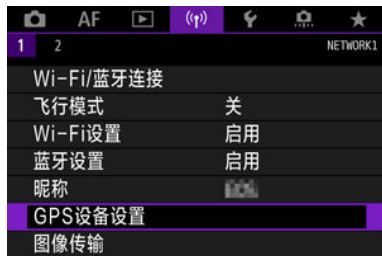 AF
1 2 NETWORK1
Wi-Fi/蓝牙连接
飞行模式 关
Wi-Fi设置 启用
蓝牙设置 启用
昵称
GPS设备设置
图像传输